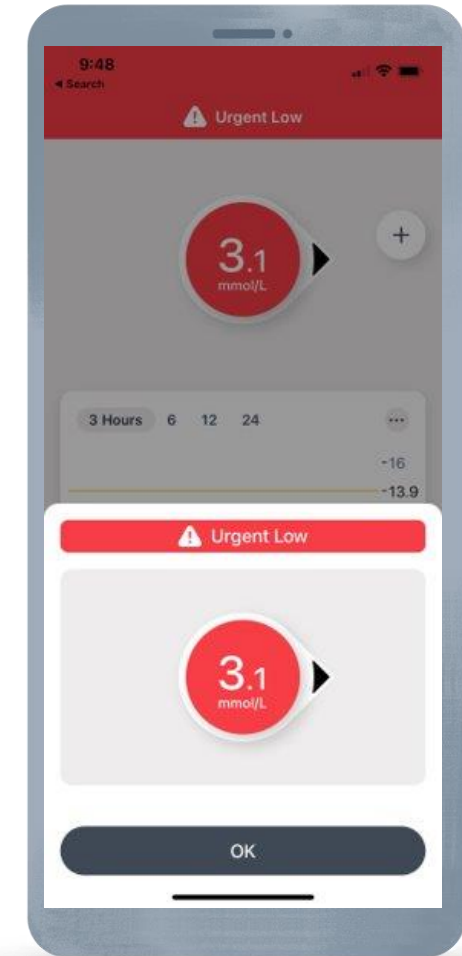 9:48
◀ Search
Urgent Low
3.1
mmol/L
+
3 Hours 6 12 24 ...
-16
-13.9
Urgent Low
3.1
mmol/L
OK